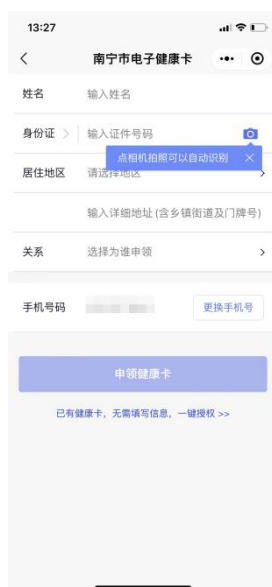 13:27
南宁市电子健康卡
姓名 输入姓名
身份证 输入证件号码
点相机拍照可以自动识别 ×
居住地区 请选择地区
输入详细地址(含乡镇街道及门牌号)
关系 选择为谁申领
手机号码 更换手机号
申领健康卡
已有健康卡，无需填写信息，一键授权 >>